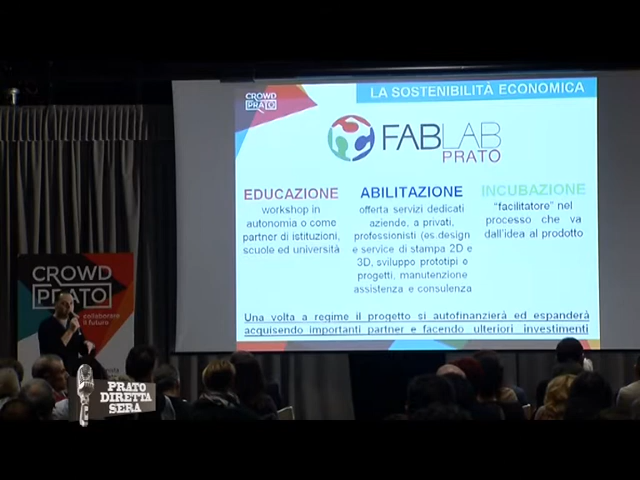 CROWD
PRATO
LA SOSTENIBILITÀ ECONOMICA
FABLAB
PRATO
EDUCAZIONE
workshop in
autonomia o come
partner di istituzioni,
scuole ed università
ABILITAZIONE
offerta servizi dedicati
aziende, a privati,
professionisti (es.design
e service di stampa 2D e
3D, sviluppo prototipi o
progetti, manutenzione
assistenza e consulenza
INCUBAZIONE
“facilitatore” nel
processo che va
dall'idea al prodotto
Una volta a regime il progetto si autofinanzierà ed espanderà
acquisendo importanti partner e facendo ulteriori investimenti
CROWD
PRATO
collaborare
il futuro
PRATO
DIRETTA
SERA